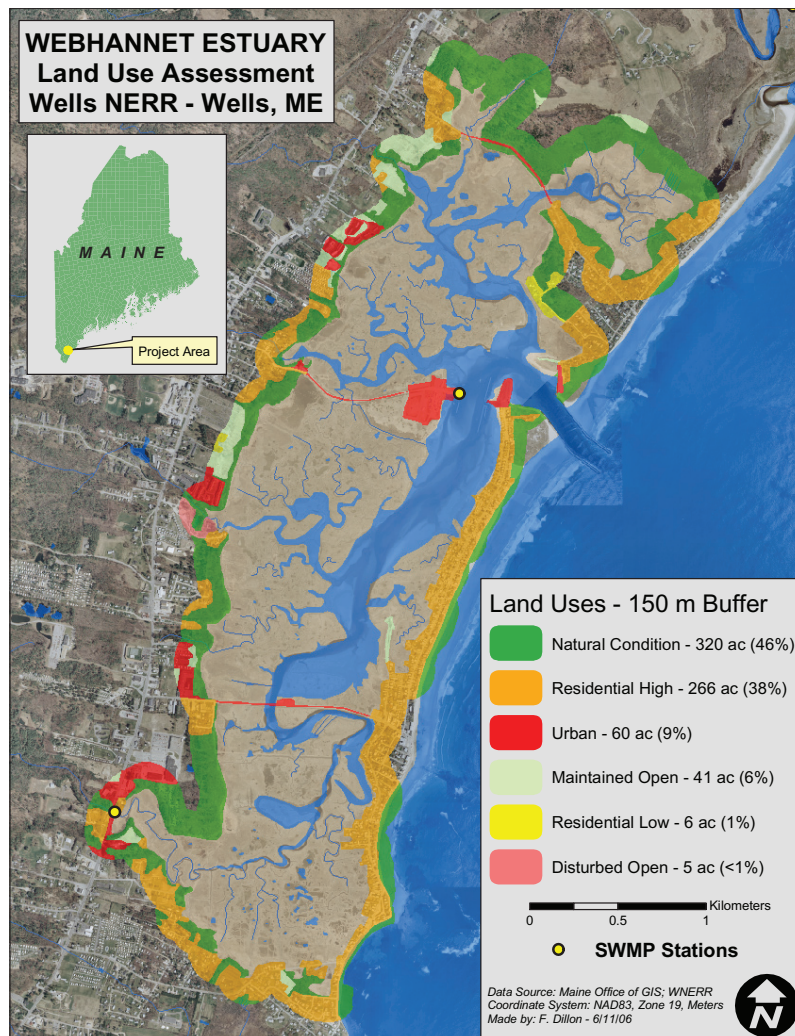 WEBHANNET ESTUARY
Land Use Assessment
Wells NERR - Wells, ME
MAINE
Project Area
Land Uses - 150 m Buffer
Natural Condition - 320 ac (46%)
Residential High - 266 ac (38%)
Urban - 60 ac (9%)
Maintained Open - 41 ac (6%)
Residential Low - 6 ac (1%)
Disturbed Open - 5 ac (<1%)
Kilometers
0 0.5 1
SWMP Stations
Data Source: Maine Office of GIS; WNERR
Coordinate System: NAD83, Zone 19, Meters
Made by: F. Dillon - 6/11/06
N